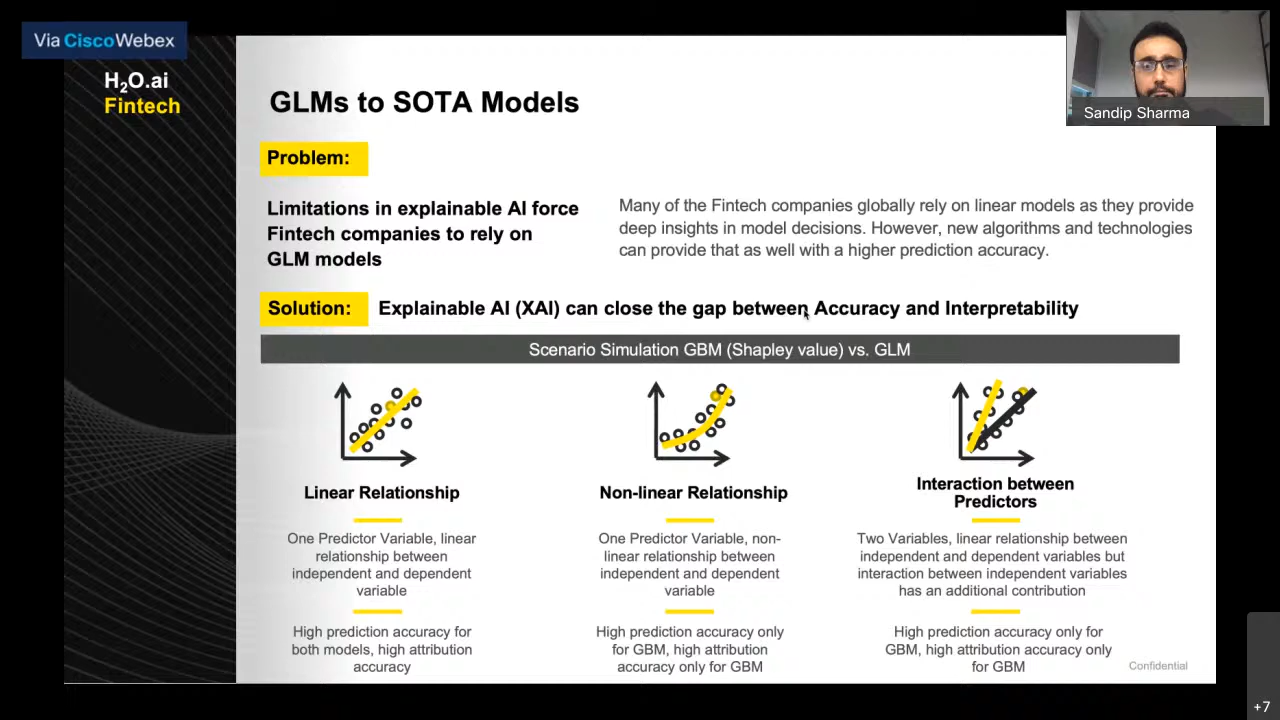 Via CiscoWebex
H2O.ai
Fintech
Sandip Sharma
GLMs to SOTA Models
Problem:
Limitations in explainable AI force
Fintech companies to rely on
GLM models
Many of the Fintech companies globally rely on linear models as they provide
deep insights in model decisions. However, new algorithms and technologies
can provide that as well with a higher prediction accuracy.
Solution:
Explainable AI (XAI) can close the gap between Accuracy and Interpretability
Scenario Simulation GBM (Shapley value) vs. GLM
Linear Relationship
One Predictor Variable, linear
relationship between
independent and dependent
variable
High prediction accuracy for
both models, high attribution
accuracy
Non-linear Relationship
One Predictor Variable, non-
linear relationship between
independent and dependent
variable
High prediction accuracy only
for GBM, high attribution
accuracy only for GBM
Interaction between
Predictors
Two Variables, linear relationship between
independent and dependent variables but
interaction between independent variables
has an additional contribution
High prediction accuracy only for
GBM, high attribution accuracy only
for GBM
Confidential
+7